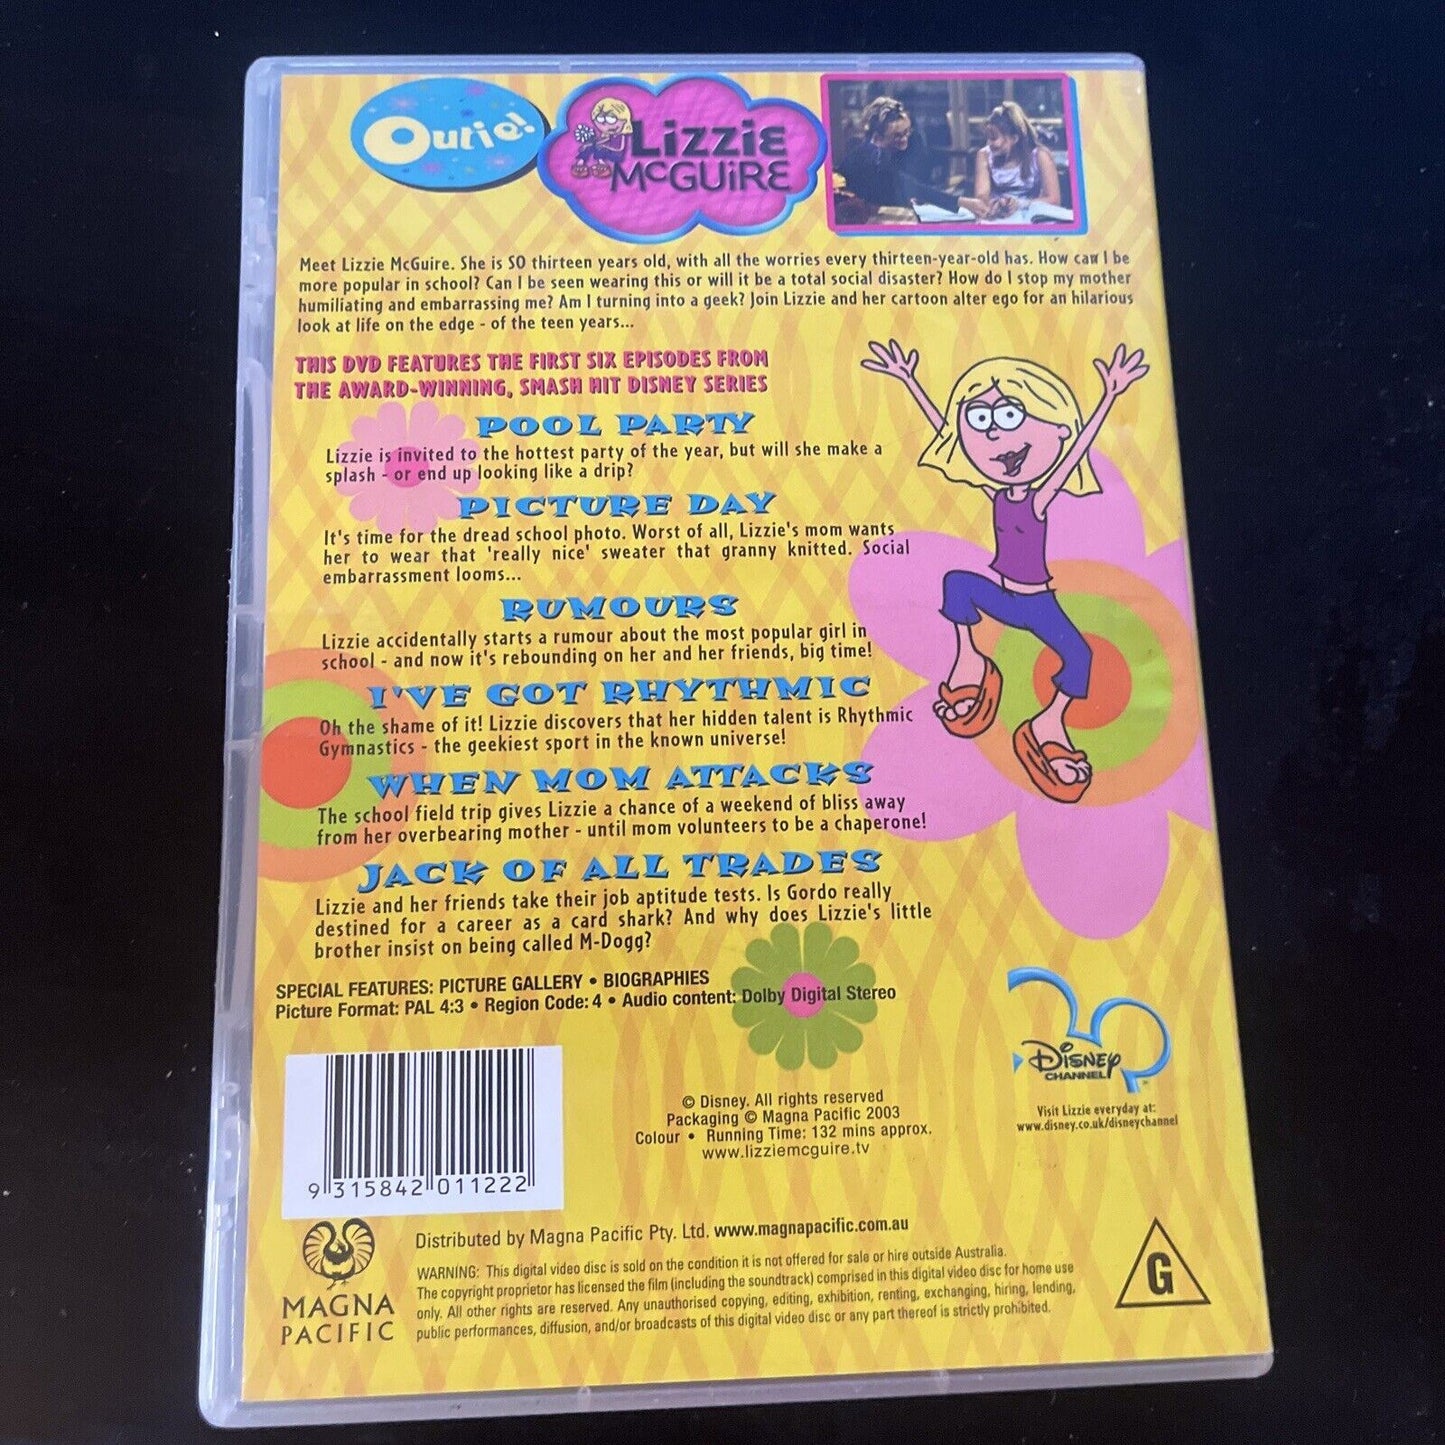 Outie!
Lizzie
McGuire
Meet Lizzie McGuire. She is SO thirteen years old, with all the worries every thirteen-year-old has. How can I be
more popular in school? Can I be seen wearing this or will it be a total social disaster? How do I stop my mother
humiliating and embarrassing me? Am I turning into a geek? Join Lizzie and her cartoon alter ego for an hilarious
look at life on the edge - of the teen years...
THIS DVD FEATURES THE FIRST SIX EPISODES FROM
THE AWARD-WINNING, SMASH HIT DISNEY SERIES
POOL PARTY
Lizzie is invited to the hottest party of the year, but will she make a
splash - or end up looking like a drip?
PICTURE DAY
It's time for the dread school photo. Worst of all, Lizzie's mom wants
her to wear that 'really nice' sweater that granny knitted. Social
embarrassment looms...
RUMOURS
Lizzie accidentally starts a rumour about the most popular girl in
school - and now it's rebounding on her and her friends, big time!
I'VE GOT RHYTHMIC
Oh the shame of it! Lizzie discovers that her hidden talent is Rhythmic
Gymnastics - the geekiest sport in the known universe!
WHEN MOM ATTACKS
The school field trip gives Lizzie a chance of a weekend of bliss away
from her overbearing mother - until mom volunteers to be a chaperone!
JACK OF ALL TRADES
Lizzie and her friends take their job aptitude tests. Is Gordo really
destined for a career as a card shark? And why does Lizzie's little
brother insist on being called M-Dogg?
SPECIAL FEATURES: PICTURE GALLERY • BIOGRAPHIES
Picture Format: PAL 4:3 • Region Code: 4 • Audio content: Dolby Digital Stereo
Disney
CHANNEL
Visit Lizzie everyday at:
www.disney.co.uk/disneychannel
© Disney. All rights reserved
Packaging © Magna Pacific 2003
Colour • Running Time: 132 mins approx.
www.lizziemcguire.tv
9 315842 011222
MAGNA
PACIFIC
Distributed by Magna Pacific Pty. Ltd. www.magnapacific.com.au
WARNING: This digital video disc is sold on the condition it is not offered for sale or hire outside Australia.
The copyright proprietor has licensed the film (including the soundtrack) comprised in this digital video disc for home use
only. All other rights are reserved. Any unauthorised copying, editing, exhibition, renting, exchanging, hiring, lending,
public performances, diffusion, and/or broadcasts of this digital video disc or any part thereof is strictly prohibited.
G